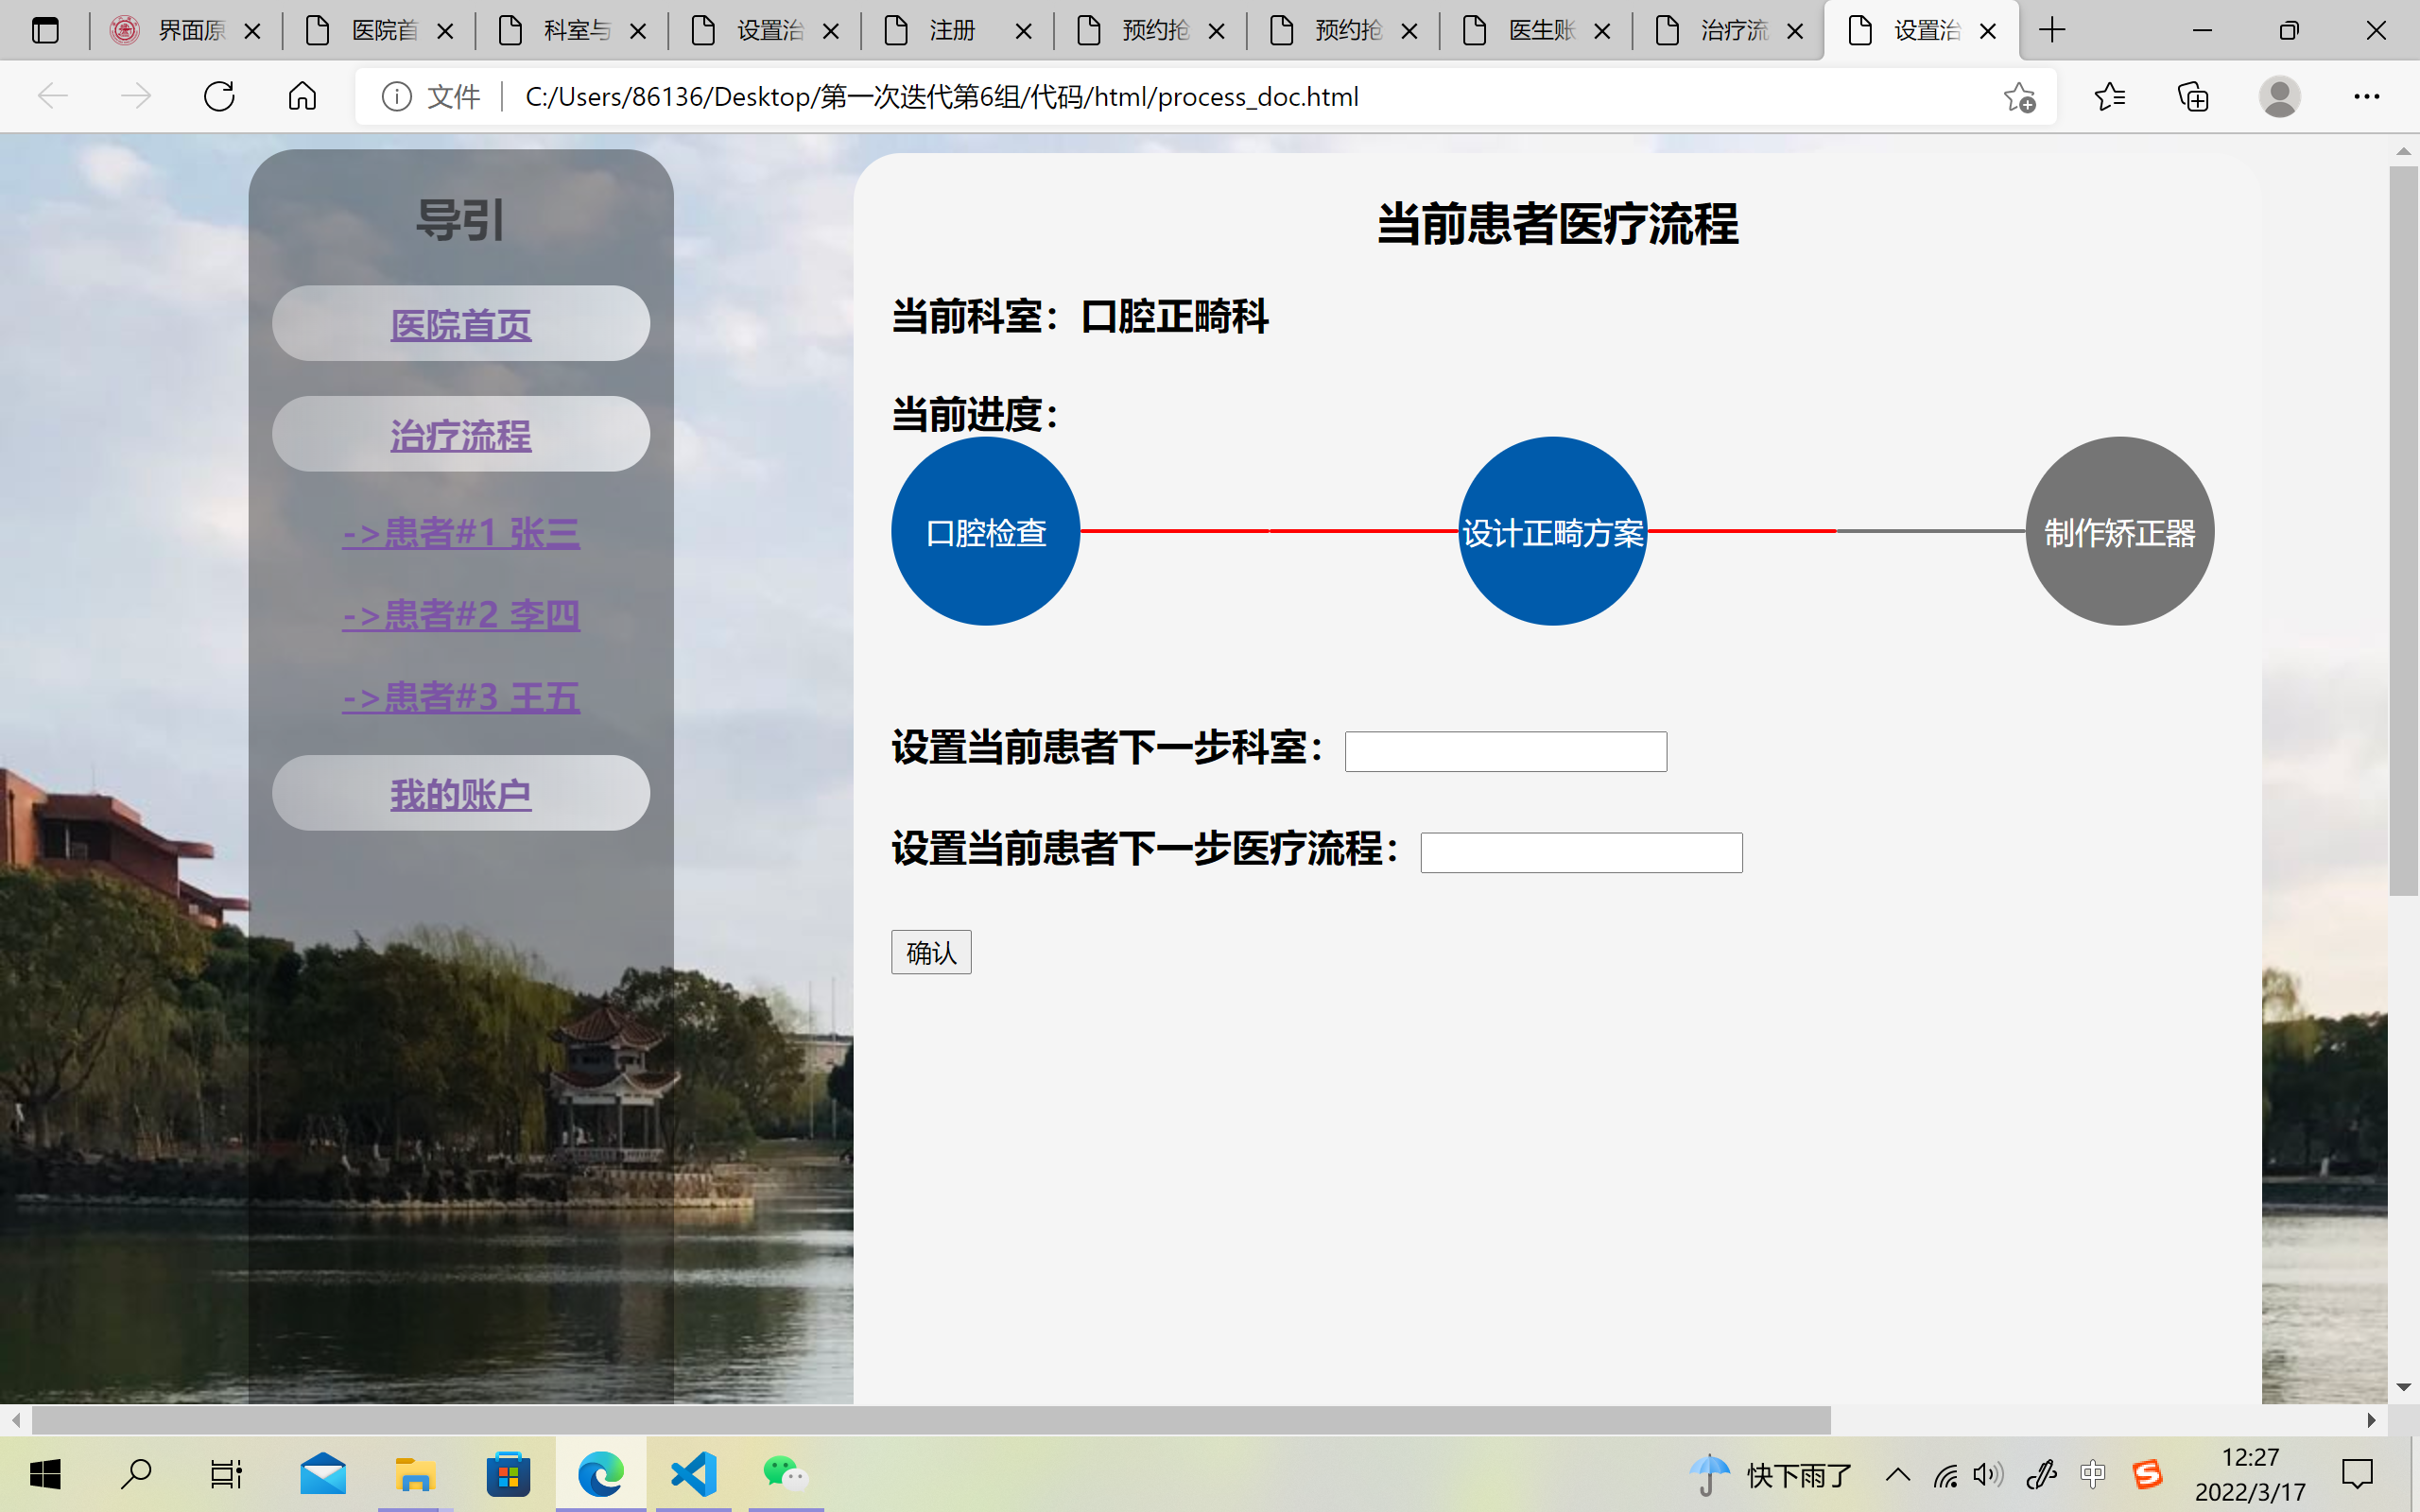 界面原
医院首
科室与
设置治
注册
预约抢
预约抢
医生账
治疗流
设置治
文件
C:/Users/86136/Desktop/第一次迭代第6组/代码/html/process_doc.html
导引
医院首页
治疗流程
->患者#1 张三
->患者#2 李四
->患者#3 王五
我的账户
当前患者医疗流程
当前科室：口腔正畸科
当前进度：
口腔检查
设计正畸方案
制作矫正器
设置当前患者下一步科室：
设置当前患者下一步医疗流程：
确认
快下雨了
中
12:27
2022/3/17